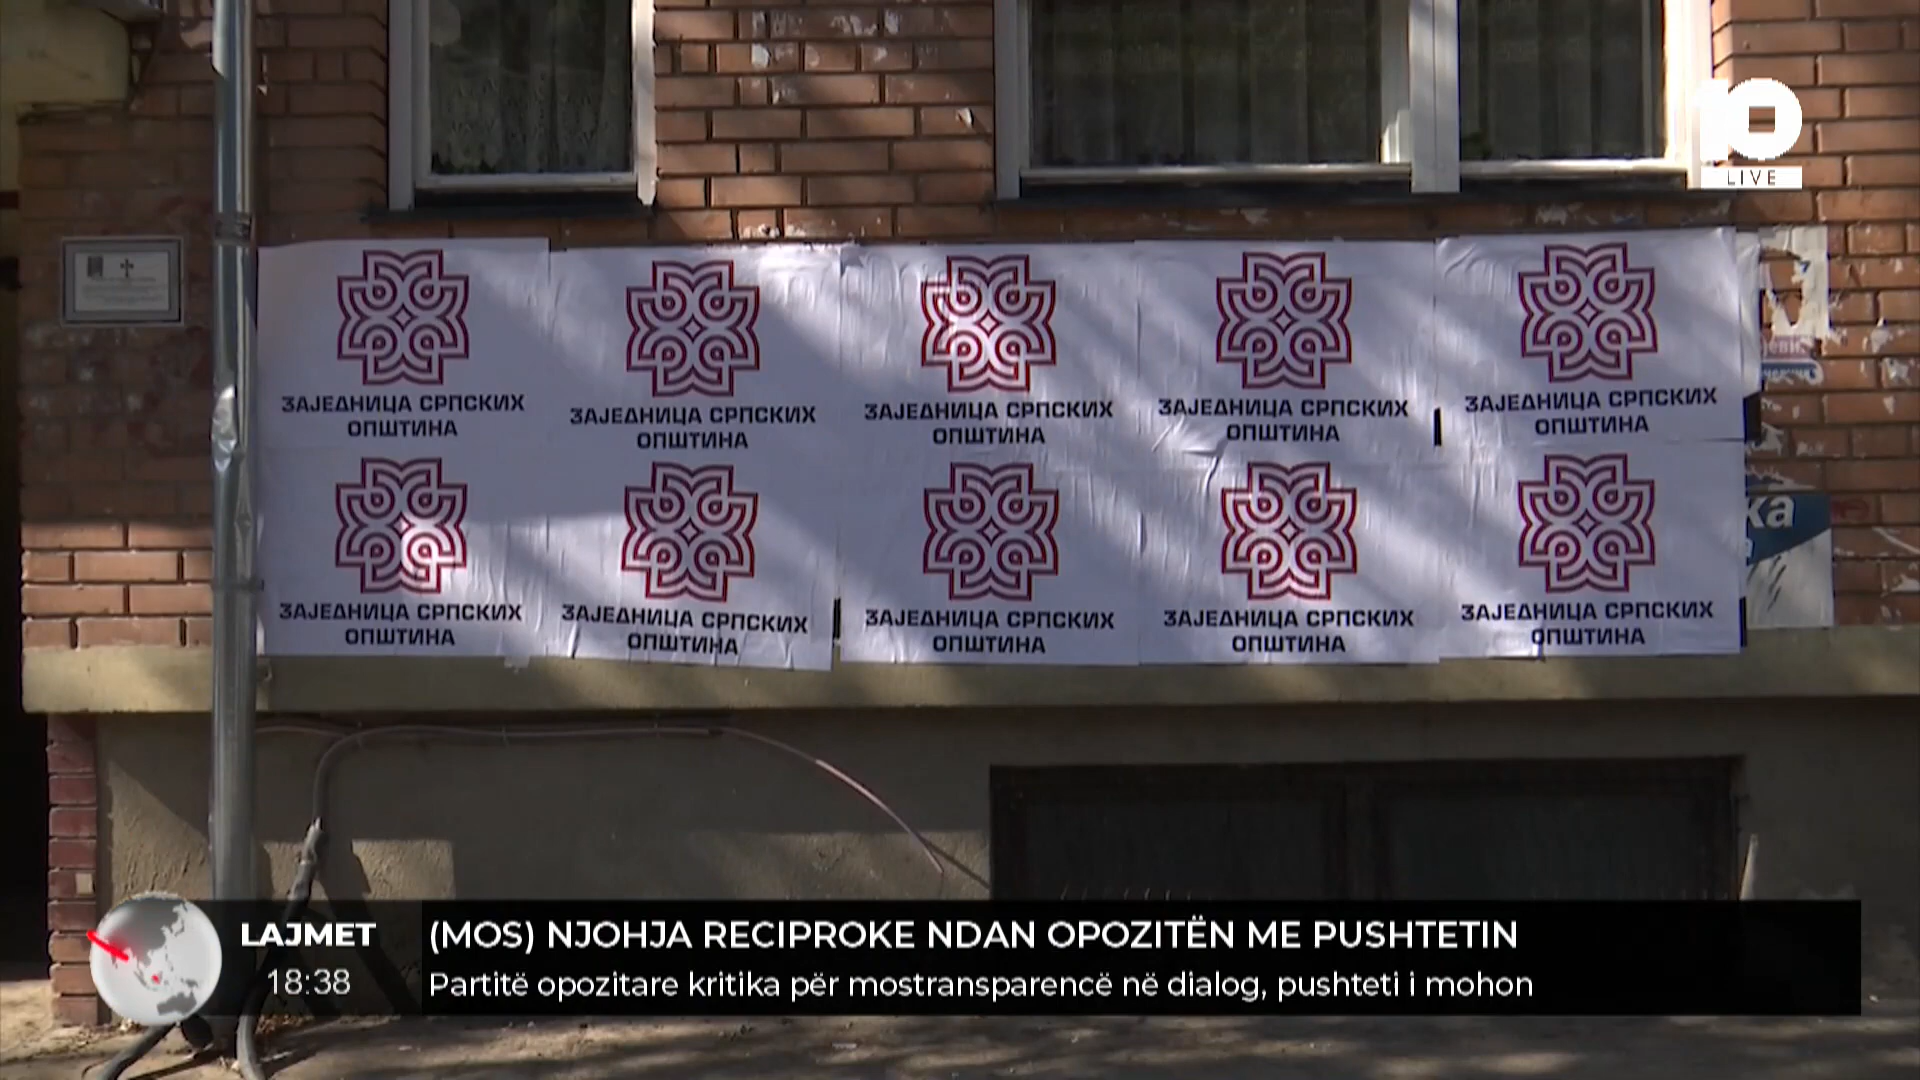 10
LIVE
ЗАЈЕДНИЦА СРПСКИХ
ОПШТИНА
ЗАЈЕДНИЦА СРПСКИХ
ОПШТИНА
ЗАЈЕДНИЦА СРПСКИХ
ОПШТИНА
ЗАЈЕДНИЦА СРПСКИХ
ОПШТИНА
ЗАЈЕДНИЦА СРПСКИХ
ОПШТИНА
ЗАЈЕДНИЦА СРПСКИХ
ОПШТИНА
ЗАЈЕДНИЦА СРПСКИХ
ОПШТИНА
ЗАЈЕДНИЦА СРПСКИХ
ОПШТИНА
ЗАЈЕДНИЦА СРПСКИХ
ОПШТИНА
ЗАЈЕДНИЦА СРПСКИХ
ОПШТИНА
LAJMET
18:38
(MOS) NJOHJA RECIPROKE NDAN OPOZITËN ME PUSHTETIN
Partitë opozitare kritika për mostransparencë në dialog, pushteti i mohon